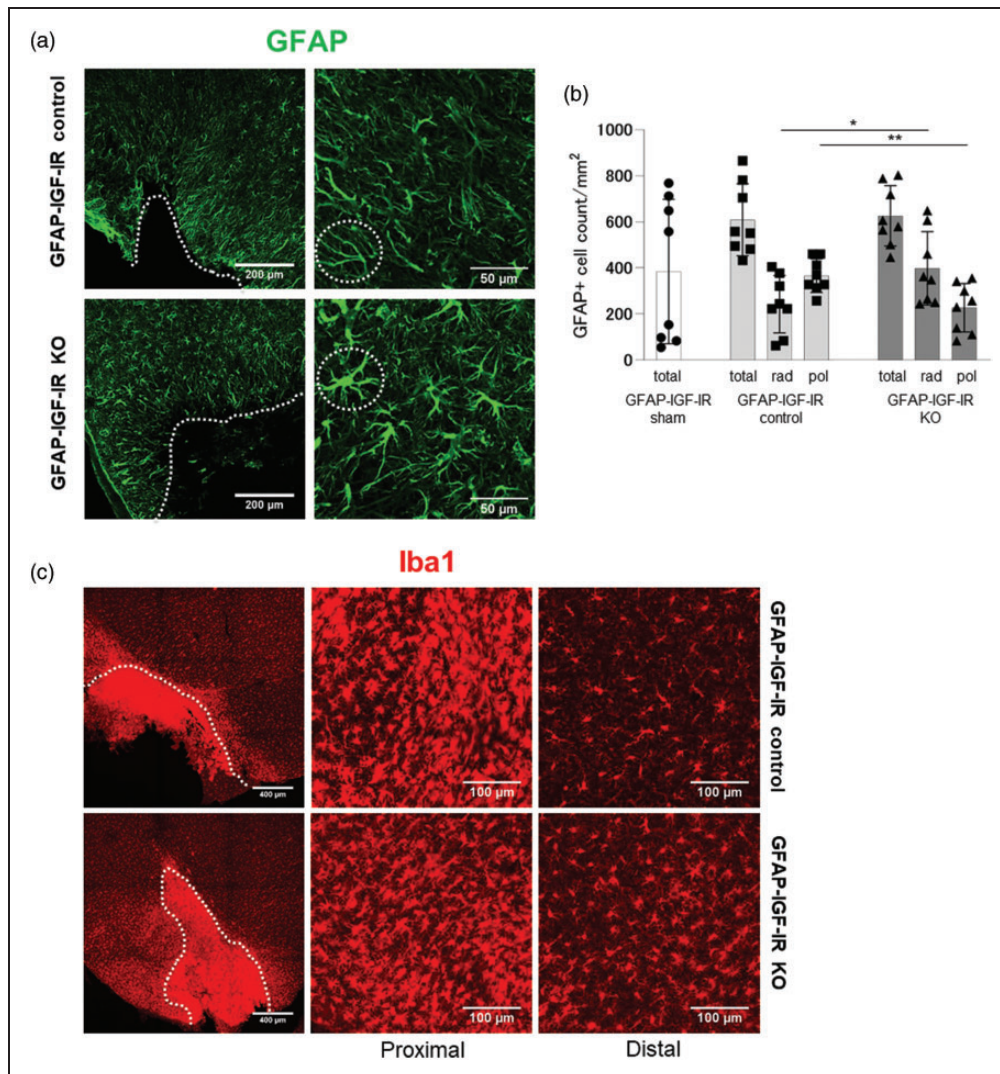 (a)
GFAP
GFAP-IGF-IR control
200 µm
50 µm
GFAP-IGF-IR KO
200 µm
50 µm
(b)
GFAP+ cell count/mm²
1000
800
600
400
200
0
*
**
total
total rad pol
total rad pol
GFAP-IGF-IR
sham
GFAP-IGF-IR
control
GFAP-IGF-IR
KO
(c)
Iba1
400 µm
100 µm
100 µm
GFAP-IGF-IR control
400 µm
100 µm
100 µm
GFAP-IGF-IR KO
Proximal
Distal